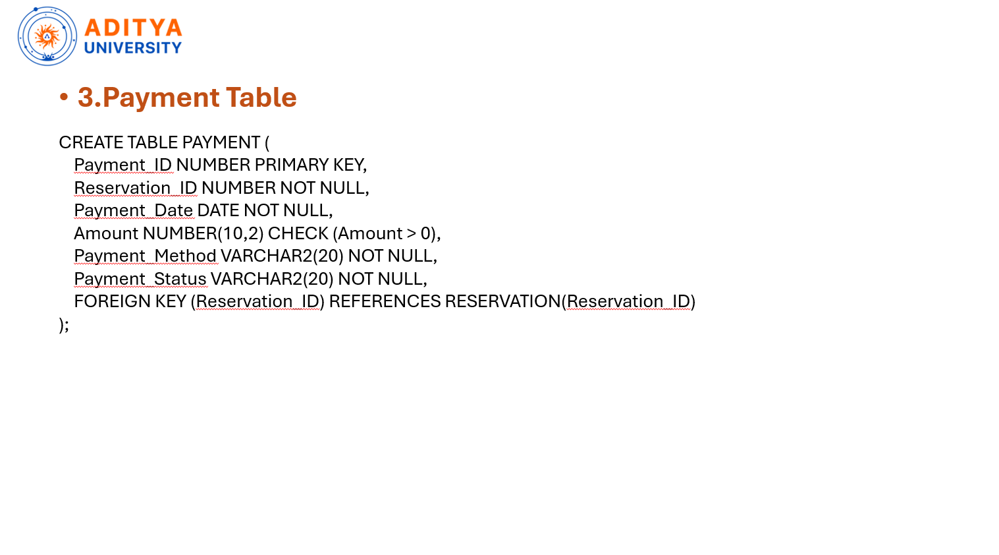 ADITYA
UNIVERSITY
• 3.Payment Table
CREATE TABLE PAYMENT (
Payment_ID NUMBER PRIMARY KEY,
Reservation_ID NUMBER NOT NULL,
Payment_Date DATE NOT NULL,
Amount NUMBER(10,2) CHECK (Amount > 0),
Payment_Method VARCHAR2(20) NOT NULL,
Payment_Status VARCHAR2(20) NOT NULL,
FOREIGN KEY (Reservation_ID) REFERENCES RESERVATION(Reservation_ID)
);